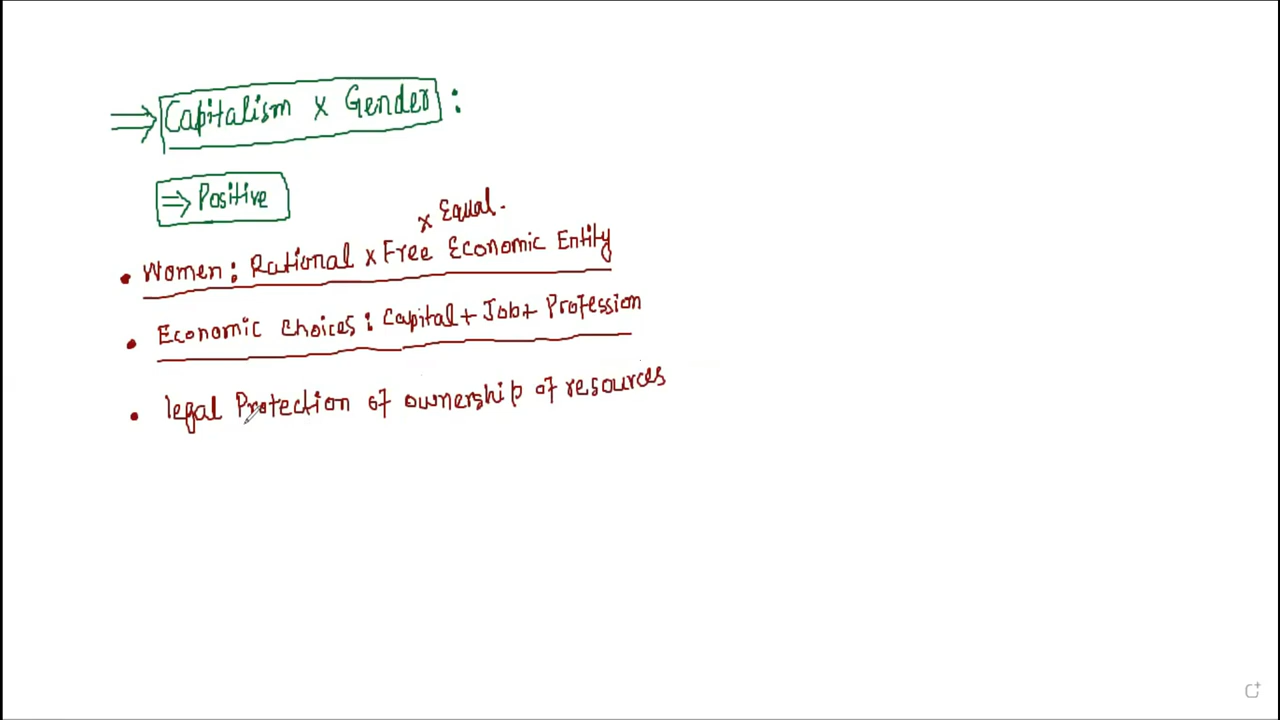 ⇒ Capitalism x Gender :
⇒ Positive
x Equal.
• Women : Rational x Free Economic Entity
• Economic Choices : Capital + Job + Profession
• legal Protection of ownership of resources